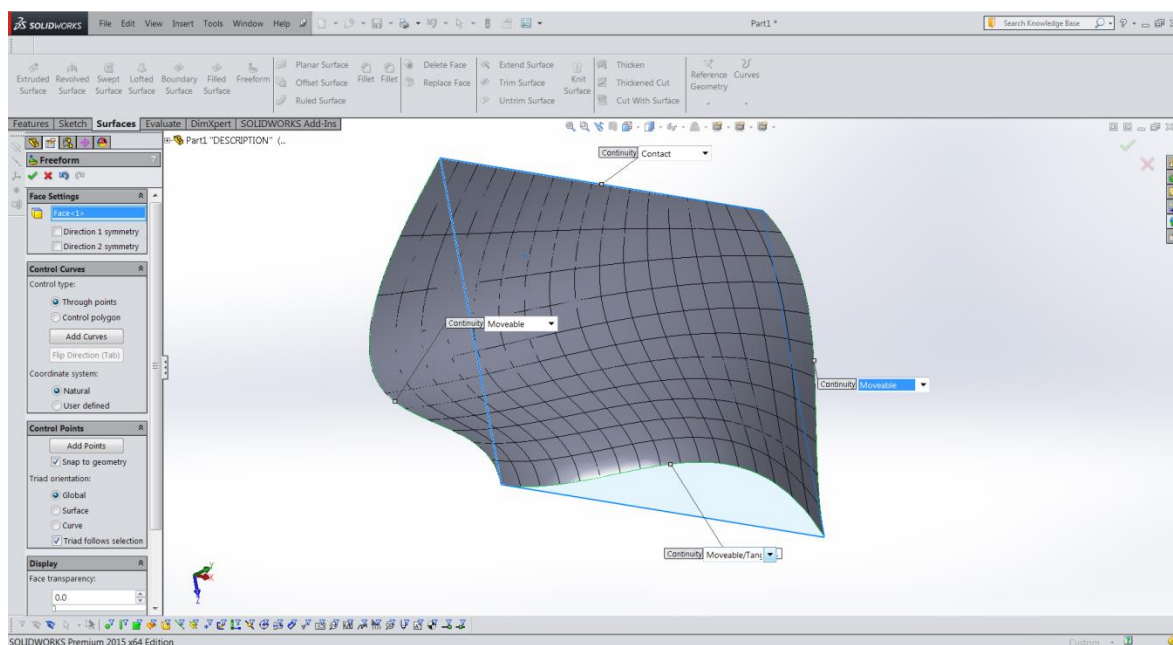 SOLIDWORKS File Edit View Insert Tools Window Help Part1 * Search Knowledge Base
Extruded Surface
Revolved Surface
Swept Surface
Lofted Surface
Boundary Surface
Filled Surface
Freeform
Planar Surface
Offset Surface
Ruled Surface
Fillet
Fillet
Delete Face
Replace Face
Extend Surface
Trim Surface
Untrim Surface
Knit Surface
Thicken
Thickened Cut
Cut With Surface
Reference Geometry
Curves
Features Sketch Surfaces Evaluate DimXpert SOLIDWORKS Add-Ins
Part1 "DESCRIPTION" (...
Freeform ?
Face Settings
Face<1>
Direction 1 symmetry
Direction 2 symmetry
Control Curves
Control type:
Through points
Control polygon
Add Curves
Flip Direction (Tab)
Coordinate system:
Natural
User defined
Control Points
Add Points
Snap to geometry
Triad orientation:
Global
Surface
Curve
Triad follows selection
Display
Face transparency:
0.0
Continuity Contact
Continuity Moveable
Continuity Moveable
Continuity Moveable/Tang
Y
X
Z
SOLIDWORKS Premium 2015 x64 Edition
Custom